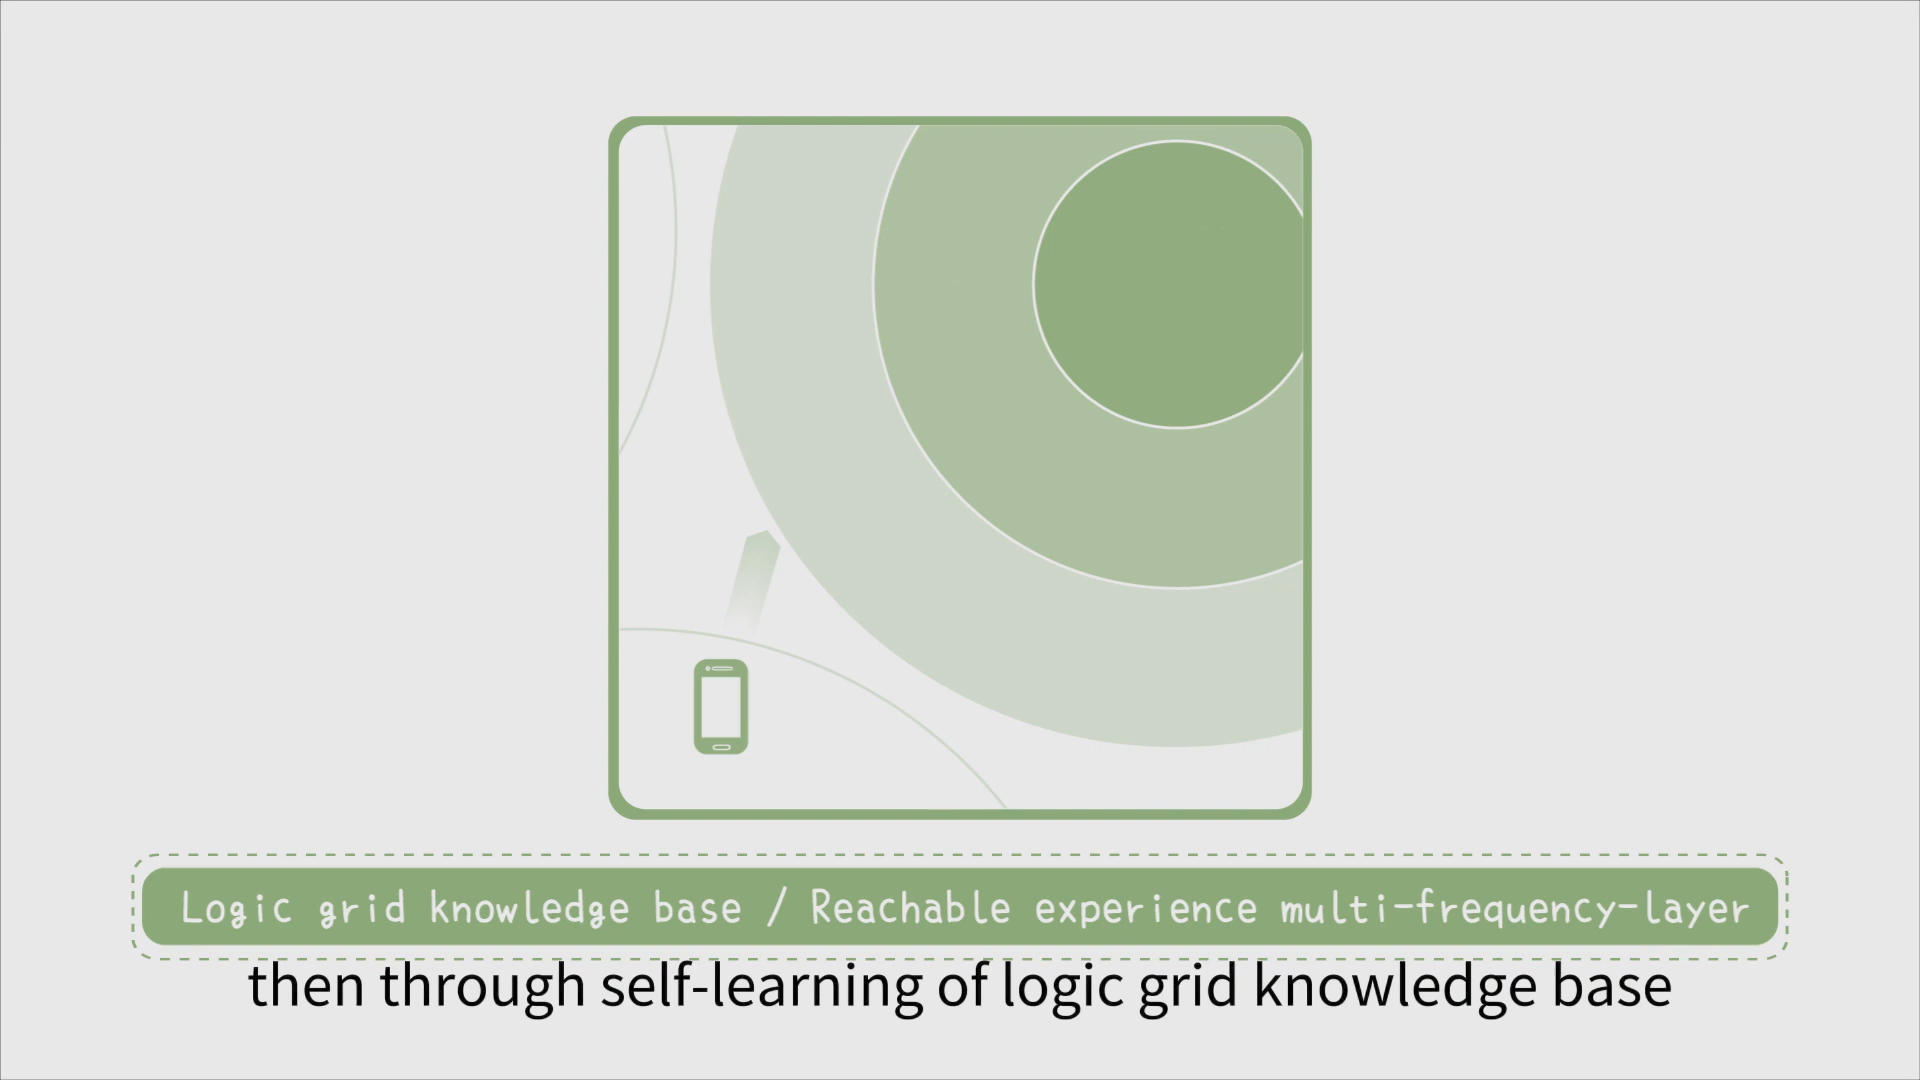 Logic grid knowledge base / Reachable experience multi-frequency-layer
then through self-learning of logic grid knowledge base